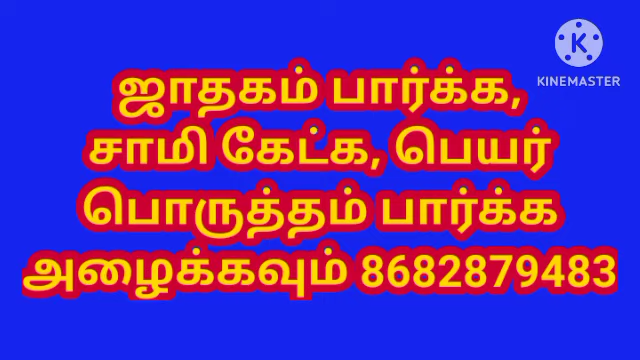 KINEMASTER
ஜாதகம் பார்க்க,
சாமி கேட்க, பெயர்
பொருத்தம் பார்க்க
அழைக்கவும் 8682879483